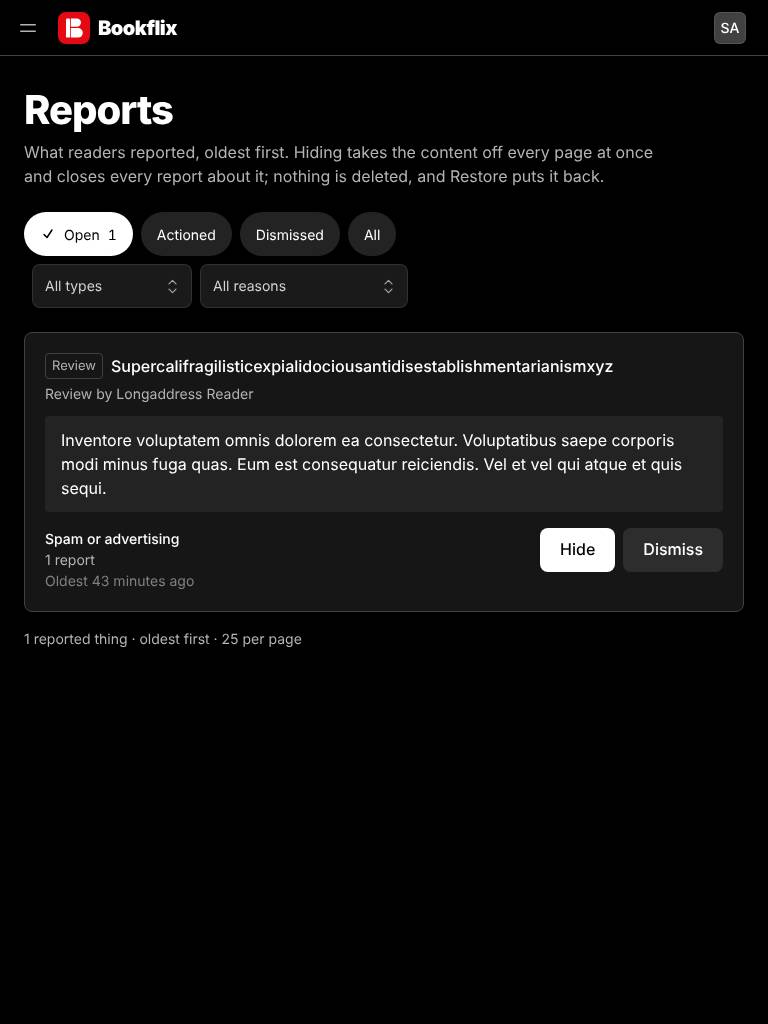 Bookflix
SA
Reports
What readers reported, oldest first. Hiding takes the content off every page at once
and closes every report about it; nothing is deleted, and Restore puts it back.
Open 1
Actioned
Dismissed
All
All types
All reasons
Review Supercalifragilisticexpialidociousantidisestablishmentarianismxyz
Review by Longaddress Reader
Inventore voluptatem omnis dolorem ea consectetur. Voluptatibus saepe corporis
modi minus fuga quas. Eum est consequatur reiciendis. Vel et vel qui atque et quis
sequi.
Spam or advertising
1 report
Oldest 43 minutes ago
Hide
Dismiss
1 reported thing · oldest first · 25 per page